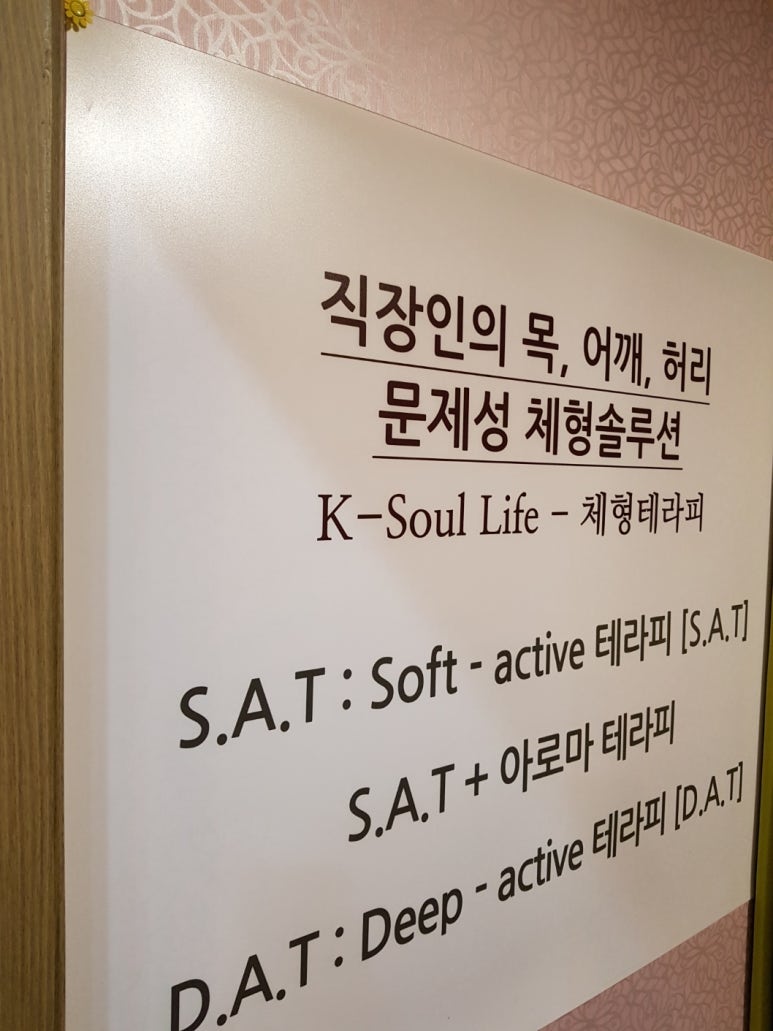 직장인의 목, 어깨, 허리
문제성 체형솔루션
K-Soul Life - 체형테라피
S.A.T : Soft - active 테라피 [S.A.T]
S.A.T + 아로마 테라피
D.A.T : Deep - active 테라피 [D.A.T]